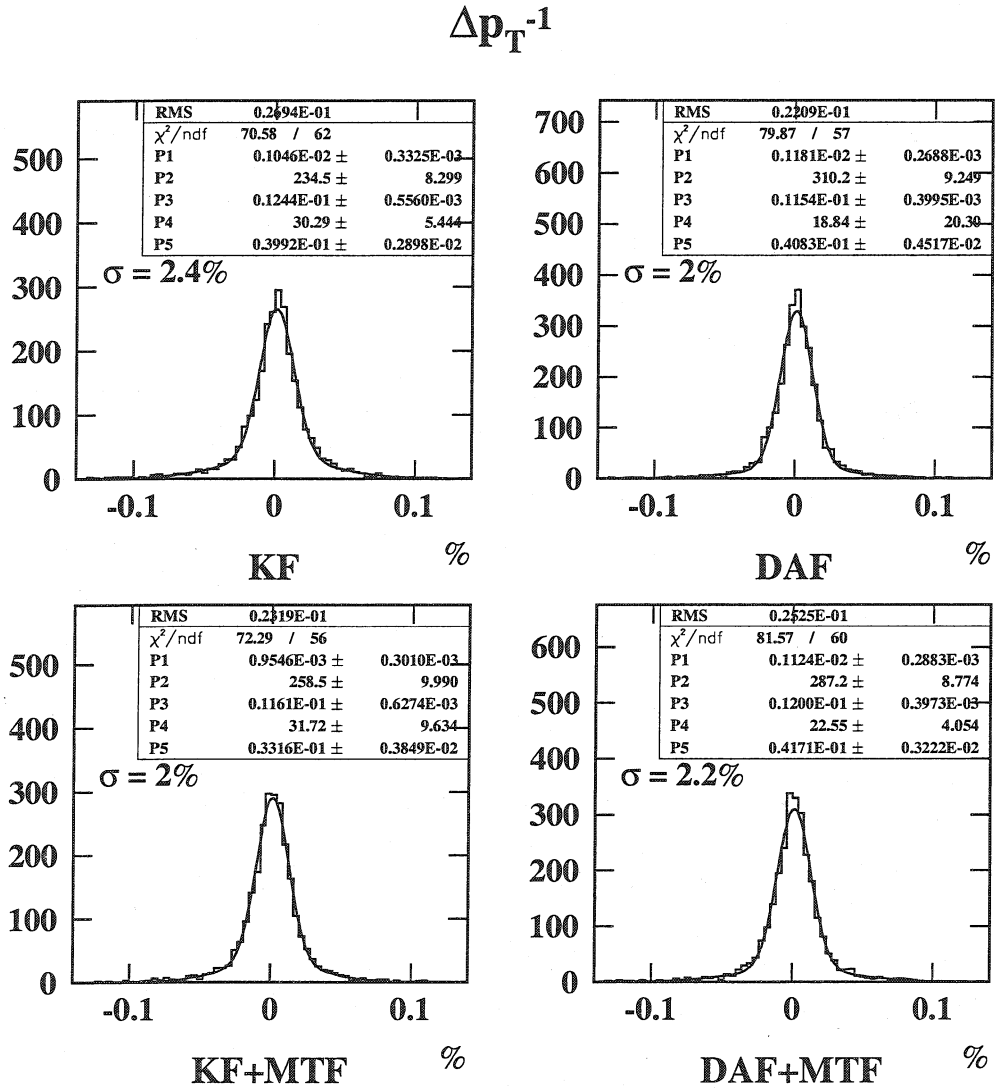 Δp_T^-1
RMS 0.2694E-01
χ²/ndf 70.58 / 62
P1 0.1046E-02 ± 0.3325E-03
P2 234.5 ± 8.299
P3 0.1244E-01 ± 0.5560E-03
P4 30.29 ± 5.444
P5 0.3992E-01 ± 0.2898E-02
σ = 2.4%
500
400
300
200
100
0
-0.1 0 0.1
%
KF
RMS 0.2209E-01
χ²/ndf 79.87 / 57
P1 0.1181E-02 ± 0.2688E-03
P2 310.2 ± 9.249
P3 0.1154E-01 ± 0.3995E-03
P4 18.84 ± 20.30
P5 0.4083E-01 ± 0.4517E-02
σ = 2%
700
600
500
400
300
200
100
0
-0.1 0 0.1
%
DAF
RMS 0.2319E-01
χ²/ndf 72.29 / 56
P1 0.9546E-03 ± 0.3010E-03
P2 258.5 ± 9.990
P3 0.1161E-01 ± 0.6274E-03
P4 31.72 ± 9.634
P5 0.3316E-01 ± 0.3849E-02
σ = 2%
500
400
300
200
100
0
-0.1 0 0.1
%
KF+MTF
RMS 0.2525E-01
χ²/ndf 81.57 / 60
P1 0.1124E-02 ± 0.2883E-03
P2 287.2 ± 8.774
P3 0.1200E-01 ± 0.3973E-03
P4 22.55 ± 4.054
P5 0.4171E-01 ± 0.3222E-02
σ = 2.2%
600
500
400
300
200
100
0
-0.1 0 0.1
%
DAF+MTF